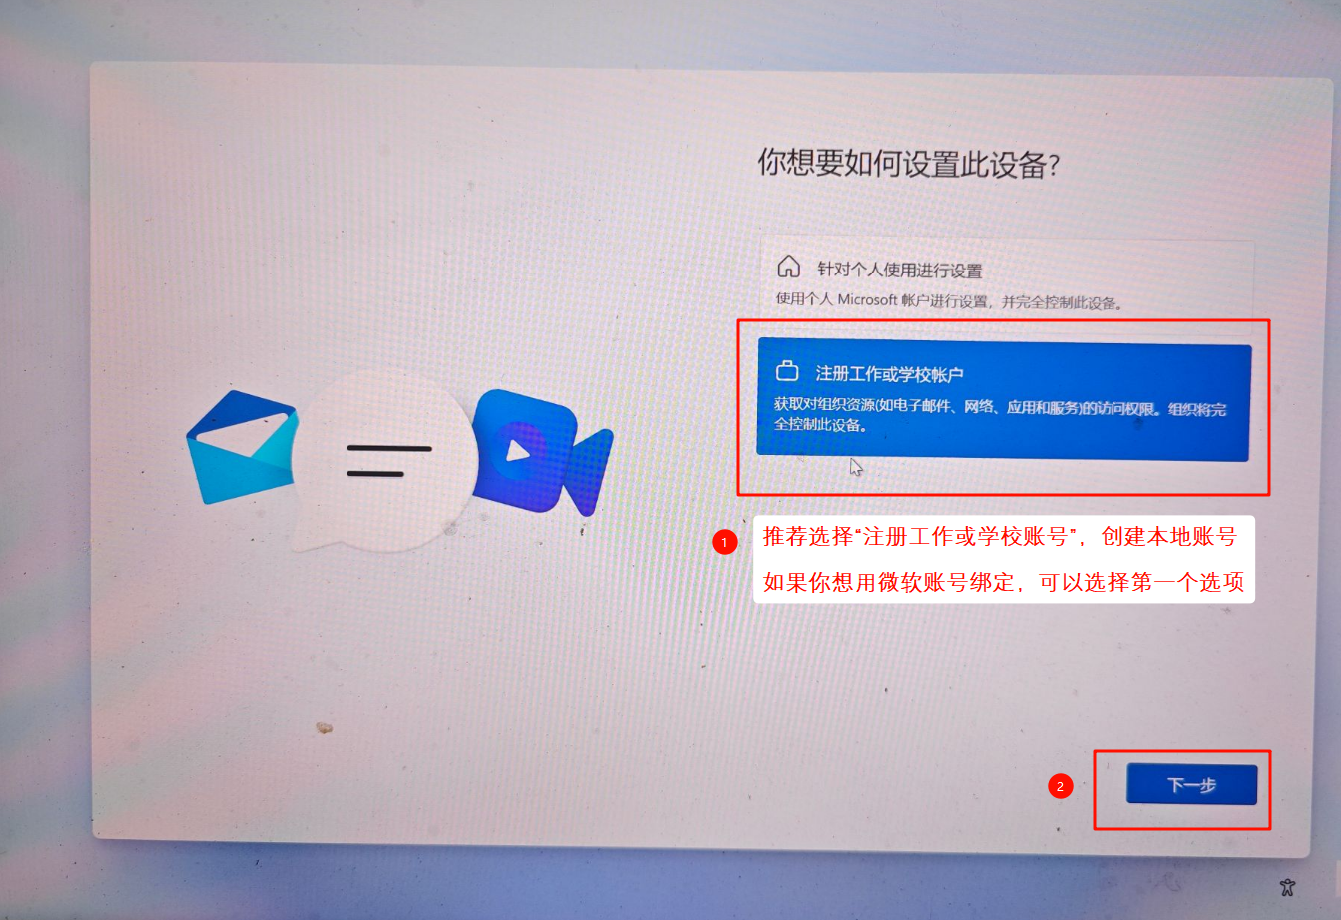 你想要如何设置此设备?
针对个人使用进行设置
使用个人 Microsoft 帐户进行设置，并完全控制此设备。
注册工作或学校帐户
获取对组织资源(如电子邮件、网络、应用和服务)的访问权限。组织将完
全控制此设备。
1
推荐选择“注册工作或学校账号”，创建本地账号
如果你想用微软账号绑定，可以选择第一个选项
2
下一步